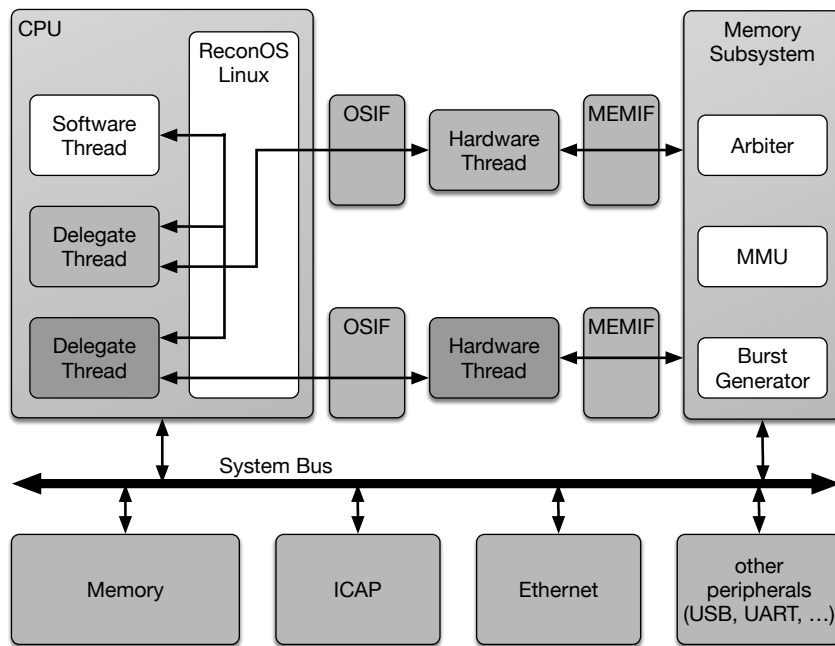 CPU
ReconOS
Linux
Software
Thread
Delegate
Thread
Delegate
Thread
OSIF
Hardware
Thread
MEMIF
OSIF
Hardware
Thread
MEMIF
Memory
Subsystem
Arbiter
MMU
Burst
Generator
System Bus
Memory
ICAP
Ethernet
other
peripherals
(USB, UART, …)